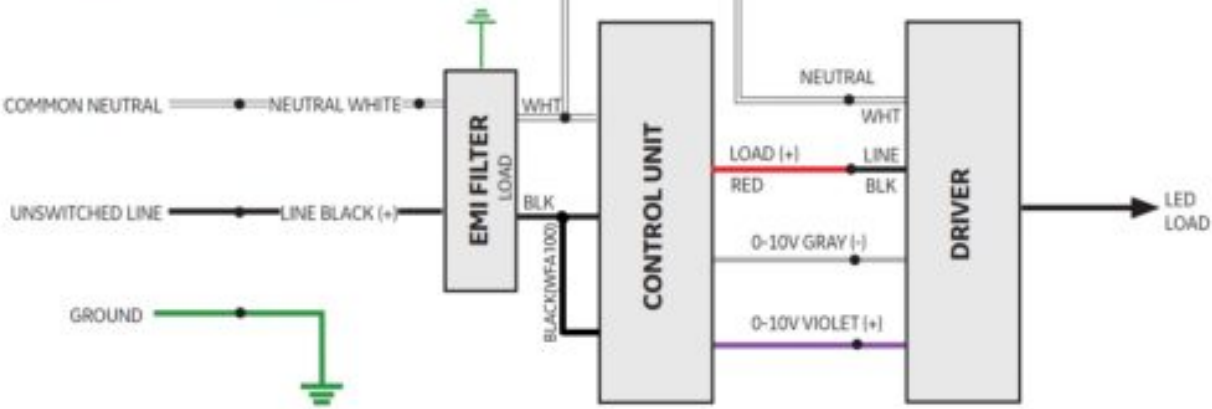 COMMON NEUTRAL
NEUTRAL WHITE
EMI FILTER
LOAD
WHT
CONTROL UNIT
NEUTRAL
WHT
LOAD (+)
RED
LINE
BLK
DRIVER
UNSWITCHED LINE
LINE BLACK (+)
BLK
BLACK(WFA100)
LED
LOAD
0-10V GRAY (-)
0-10V VIOLET (+)
GROUND